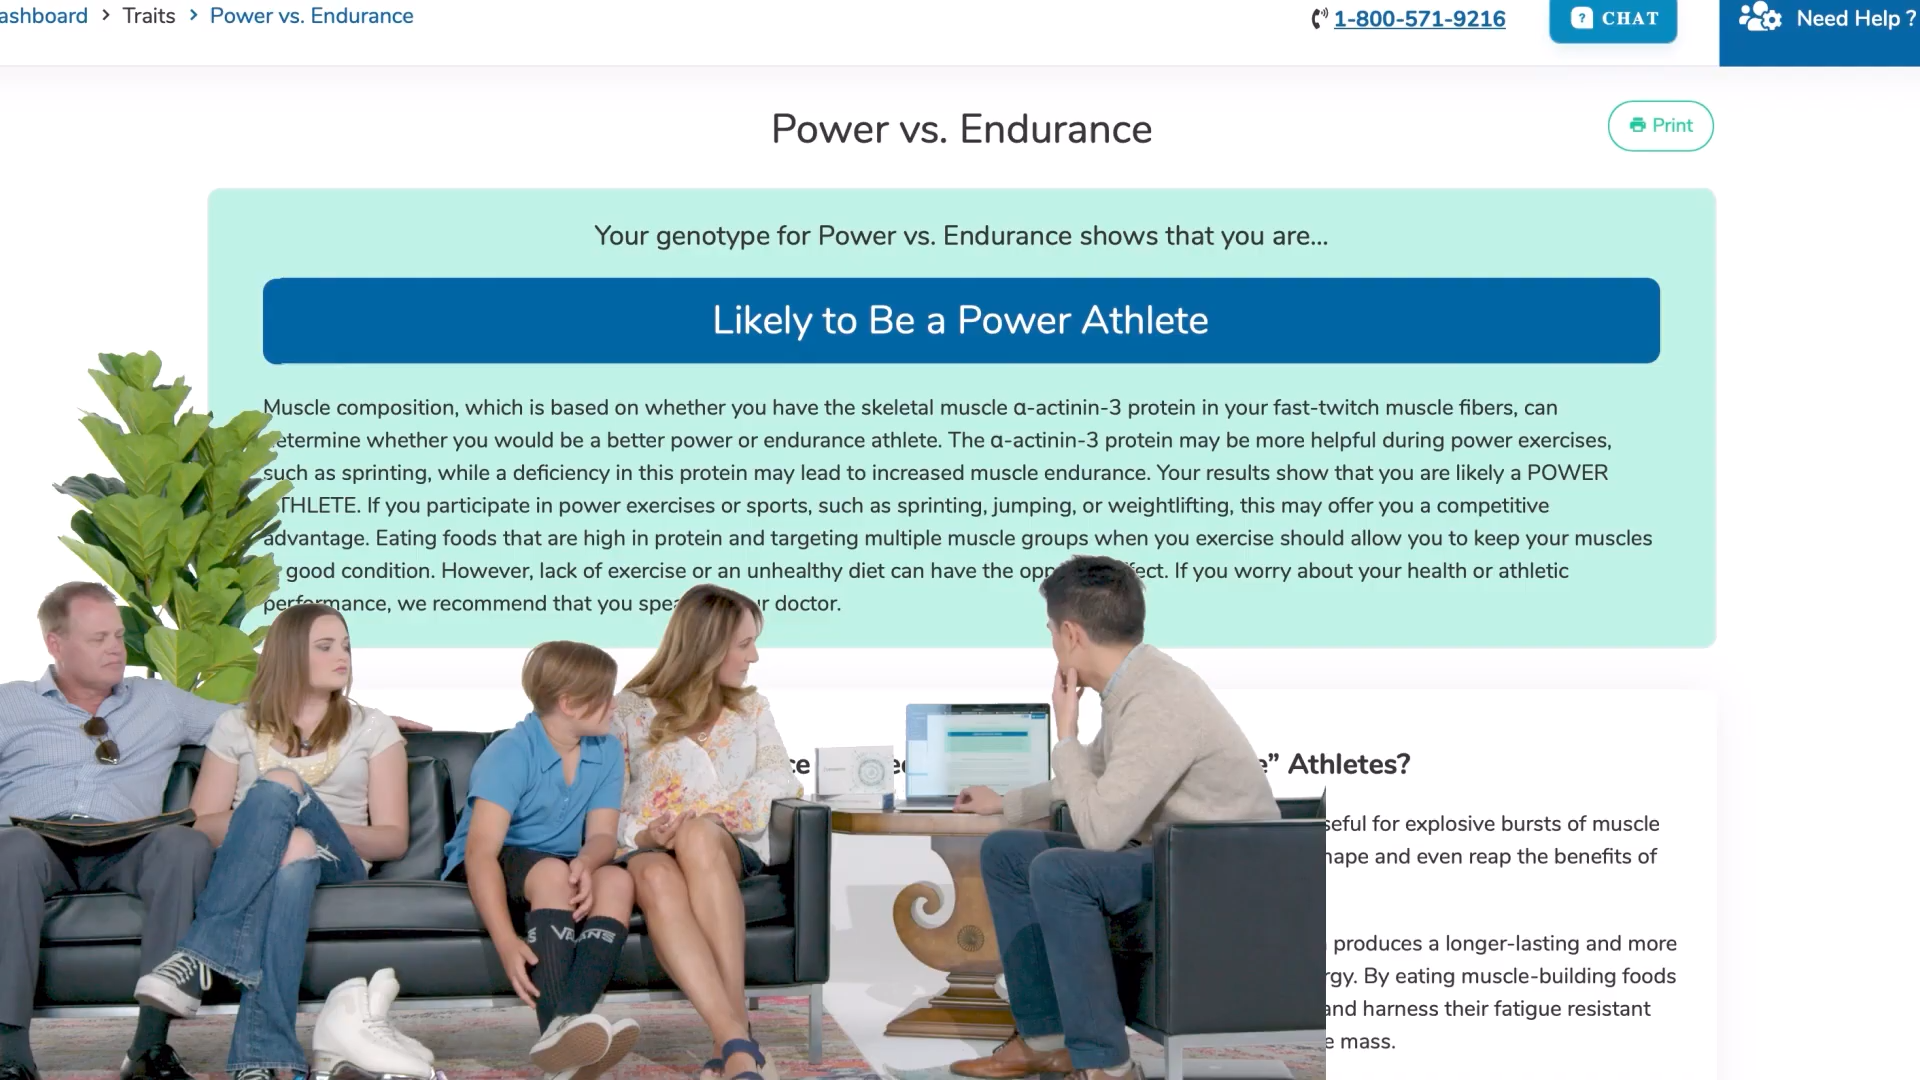 ashboard > Traits > Power vs. Endurance
1-800-571-9216
? CHAT
Need Help ?
Power vs. Endurance
Print
Your genotype for Power vs. Endurance shows that you are...
Likely to Be a Power Athlete
Muscle composition, which is based on whether you have the skeletal muscle α-actinin-3 protein in your fast-twitch muscle fibers, can
etermine whether you would be a better power or endurance athlete. The α-actinin-3 protein may be more helpful during power exercises,
such as sprinting, while a deficiency in this protein may lead to increased muscle endurance. Your results show that you are likely a POWER
THLETE. If you participate in power exercises or sports, such as sprinting, jumping, or weightlifting, this may offer you a competitive
advantage. Eating foods that are high in protein and targeting multiple muscle groups when you exercise should allow you to keep your muscles
good condition. However, lack of exercise or an unhealthy diet can have the opp fect. If you worry about your health or athletic
performance, we recommend that you spea r doctor.
ce e” Athletes?
seful for explosive bursts of muscle
hape and even reap the benefits of
produces a longer-lasting and more
rgy. By eating muscle-building foods
and harness their fatigue resistant
e mass.
VANS